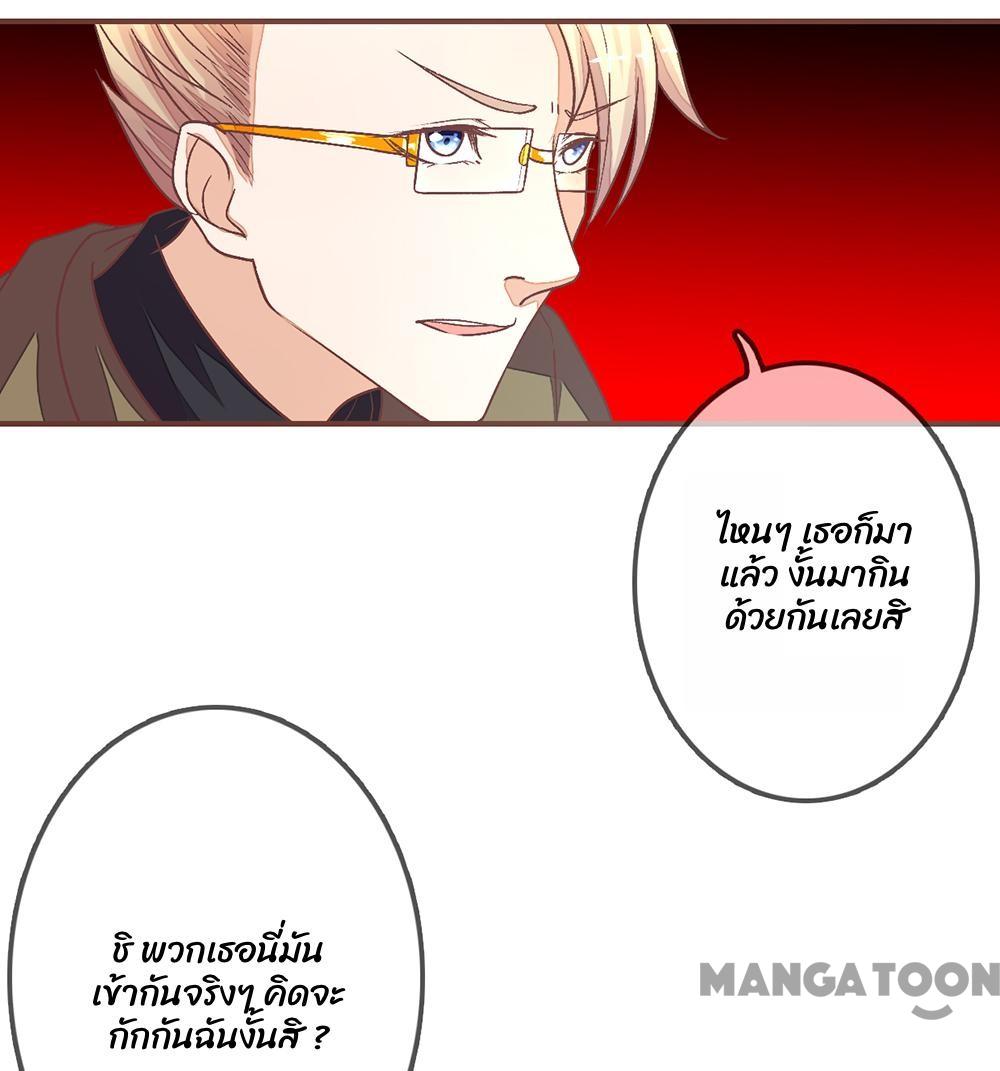 ไหนๆ เธอก็มา
แล้ว งั้นมากิน
ด้วยกันเลยสิ
ชิ พวกเธอนี่มัน
เข้ากันจริงๆ คิดจะ
กักกันฉันงั้นสิ ?
MANGATOON